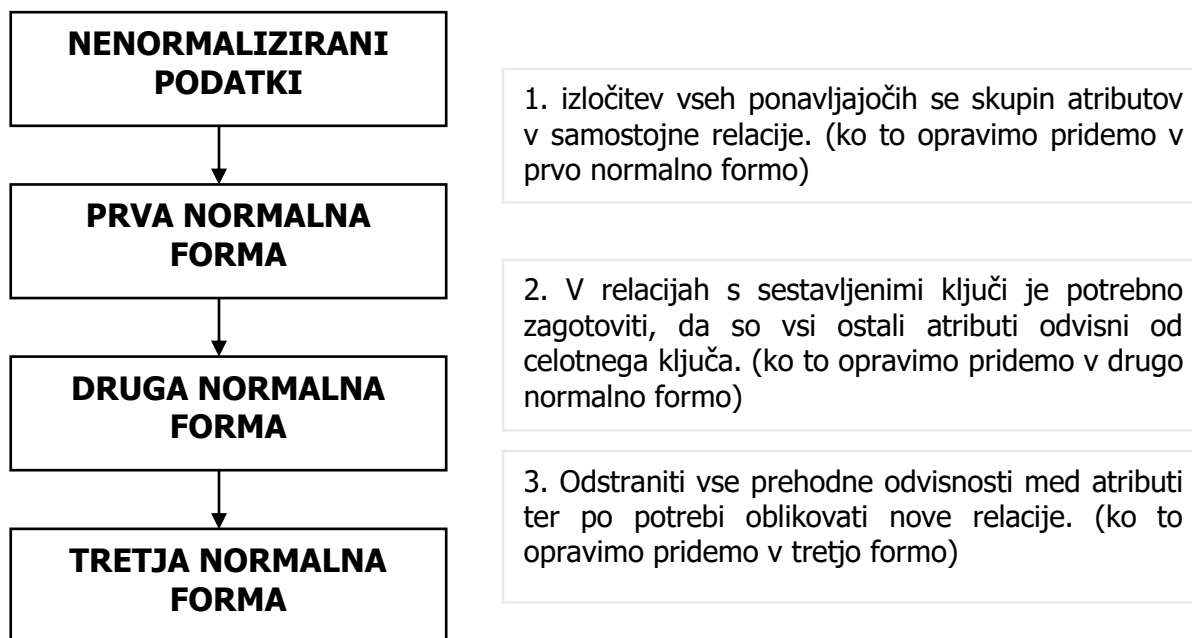 NENORMALIZIRANI
PODATKI
1. izločitev vseh ponavljajočih se skupin atributov
v samostojne relacije. (ko to opravimo pridemo v
prvo normalno formo)
PRVA NORMALNA
FORMA
2. V relacijah s sestavljenimi ključi je potrebno
zagotoviti, da so vsi ostali atributi odvisni od
celotnega ključa. (ko to opravimo pridemo v drugo
normalno formo)
DRUGA NORMALNA
FORMA
3. Odstraniti vse prehodne odvisnosti med atributi
ter po potrebi oblikovati nove relacije. (ko to
opravimo pridemo v tretjo formo)
TRETJA NORMALNA
FORMA